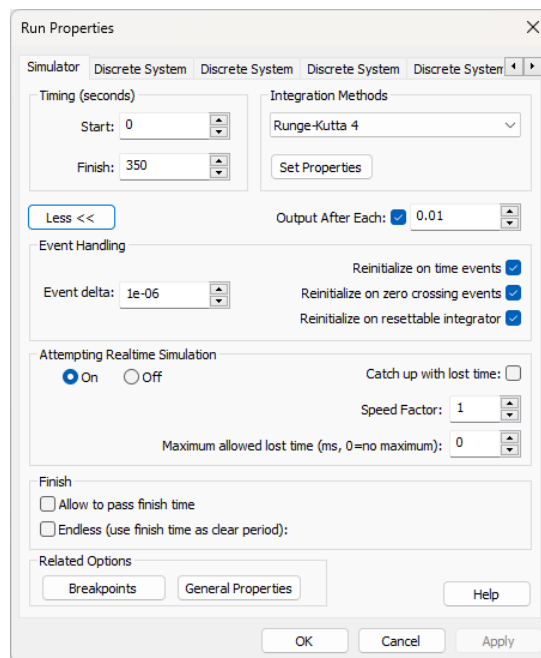 Run Properties
Simulator Discrete System Discrete System Discrete System Discrete System
Timing (seconds)
Start: 0
Finish: 350
Integration Methods
Runge-Kutta 4
Set Properties
Less <<
Output After Each: 0.01
Event Handling
Event delta: 1e-06
Reinitialize on time events
Reinitialize on zero crossing events
Reinitialize on resettable integrator
Attempting Realtime Simulation
On Off
Catch up with lost time:
Speed Factor: 1
Maximum allowed lost time (ms, 0=no maximum): 0
Finish
Allow to pass finish time
Endless (use finish time as clear period):
Related Options
Breakpoints General Properties
Help
OK Cancel Apply